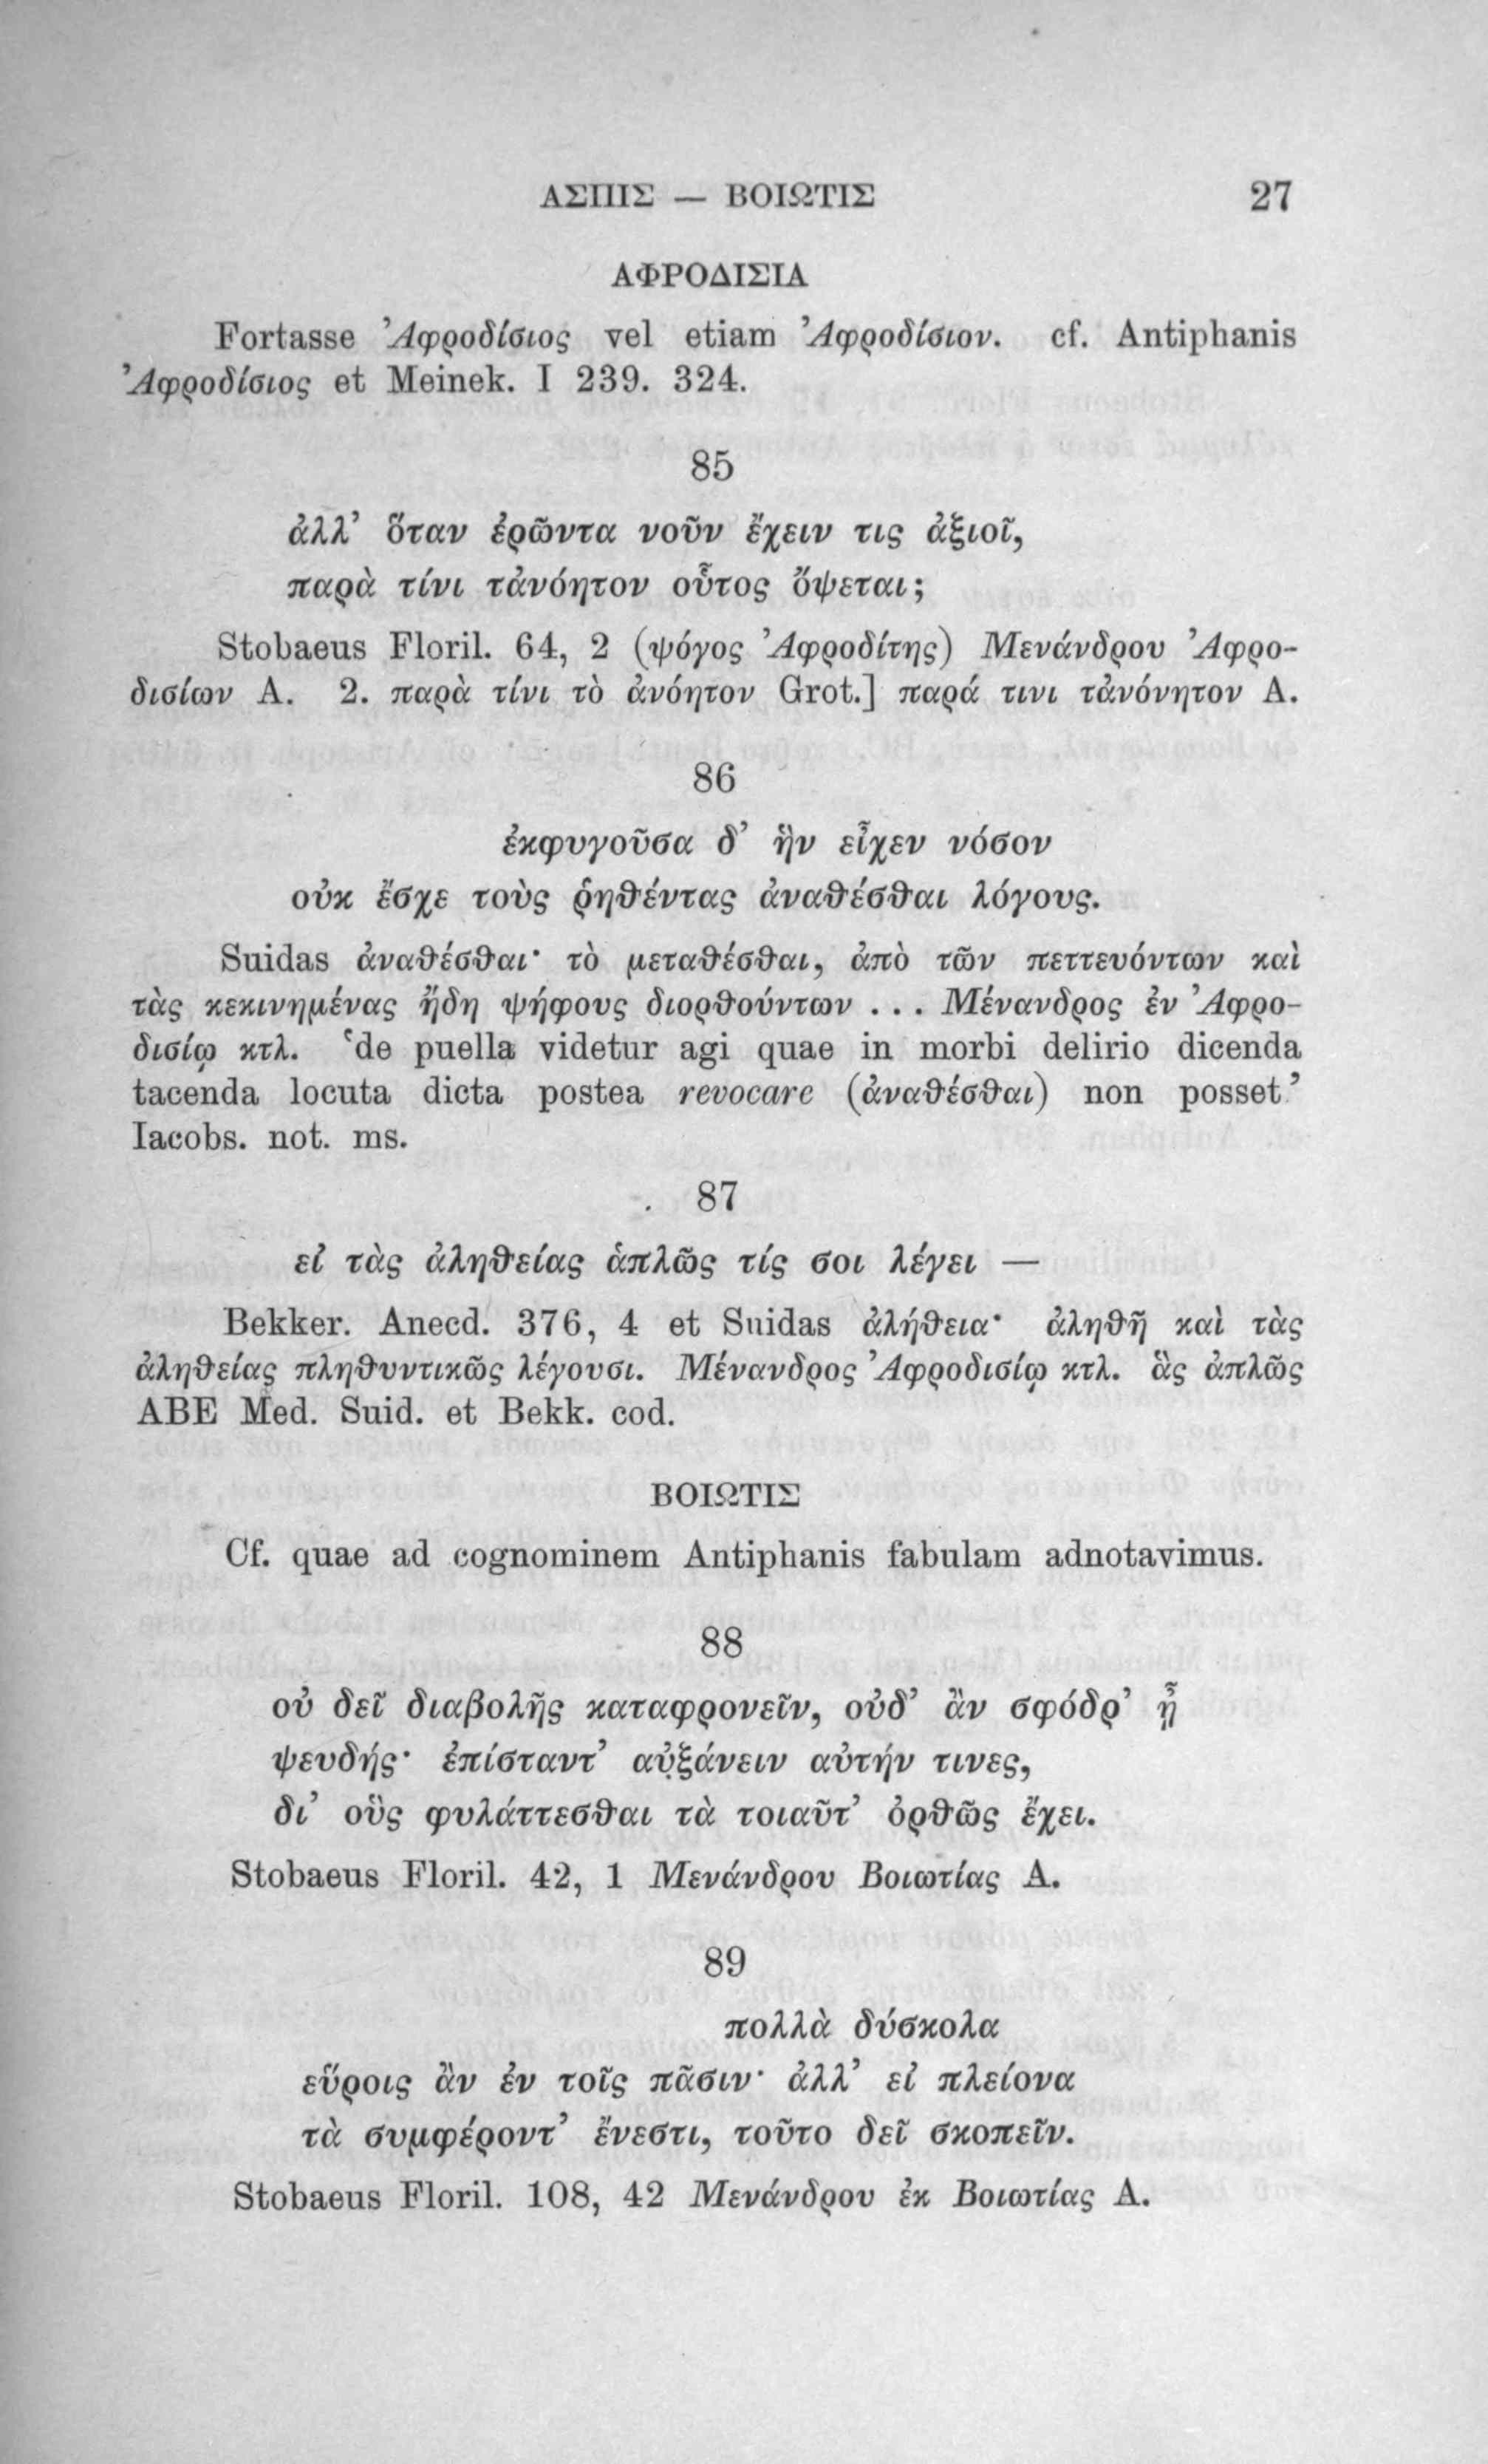 ΑΣΠΙΣ — ΒΟΙΩΤΙΣ 27
ΑΦΡΟΔΙΣΙΑ
Fortasse Ἀφροδίσιος vel etiam Ἀφροδίσιον. cf. Antiphanis
Ἀφροδίσιος et Meinek. I 239. 324.
85
ἀλλ’ ὅταν ἐρῶντα νοῦν ἔχειν τις ἀξιοῖ,
παρὰ τίνι τἀνόητον οὗτος ὄψεται;
Stobaeus Floril. 64, 2 (ψόγος Ἀφροδίτης) Μενάνδρου Ἀφρο-
δισίων A. 2. παρὰ τίνι τὸ ἀνόητον Grot.] παρά τινι τἀνόνητον A.
86
ἐκφυγοῦσα δ’ ἣν εἶχεν νόσον
οὐκ ἔσχε τοὺς ῥηθέντας ἀναθέσθαι λόγους.
Suidas ἀναθέσθαι· τὸ μεταθέσθαι, ἀπὸ τῶν πεττευόντων καὶ
τὰς κεκινημένας ἤδη ψήφους διορθούντων . . . Μένανδρος ἐν Ἀφρο-
δισίῳ κτλ. ‘de puella videtur agi quae in morbi delirio dicenda
tacenda locuta dicta postea revocare (ἀναθέσθαι) non posset’
Iacobs. not. ms.
87
εἰ τὰς ἀληθείας ἁπλῶς τίς σοι λέγει —
Bekker. Anecd. 376, 4 et Suidas ἀλήθεια· ἀληθῆ καὶ τὰς
ἀληθείας πληθυντικῶς λέγουσι. Μένανδρος Ἀφροδισίῳ κτλ. ἃς ἁπλῶς
ABE Med. Suid. et Bekk. cod.
ΒΟΙΩΤΙΣ
Cf. quae ad cognominem Antiphanis fabulam adnotavimus.
88
οὐ δεῖ διαβολῆς καταφρονεῖν, οὐδ’ ἂν σφόδρ’ ᾖ
ψευδής· ἐπίσταντ’ αὐξάνειν αὐτήν τινες,
δι’ οὓς φυλάττεσθαι τὰ τοιαῦτ’ ὀρθῶς ἔχει.
Stobaeus Floril. 42, 1 Μενάνδρου Βοιωτίας A.
89
πολλὰ δύσκολα
εὕροις ἂν ἐν τοῖς πᾶσιν· ἀλλ’ εἰ πλείονα
τὰ συμφέροντ’ ἔνεστι, τοῦτο δεῖ σκοπεῖν.
Stobaeus Floril. 108, 42 Μενάνδρου ἐκ Βοιωτίας A.